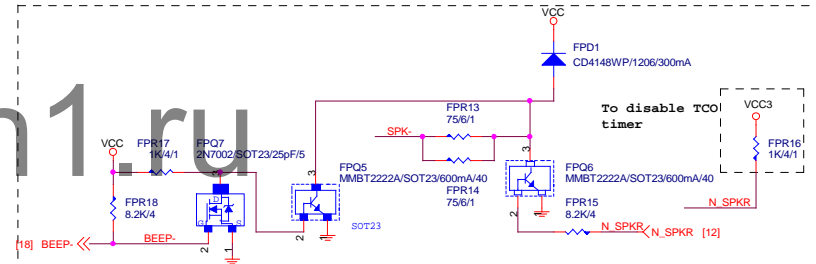 VCC
FPD1
CD4148WP/1206/300mA
FPR13
75/6/1
SPK-
To disable TCO
timer
VCC3
FPR16
1K/4/1
n1.ru
VCC
FPR17
1K/4/1
FPQ7
2N7002/SOT23/25pF/5
FPQ5
MMBT2222A/SOT23/600mA/40
FPR14
75/6/1
FPQ6
MMBT2222A/SOT23/600mA/40
FPR18
8.2K/4
SOT23
FPR15
8.2K/4
N_SPKR
N_SPKR
N_SPKR [12]
[18] BEEP-
BEEP-
D
G
S
3
2
1
3
2
1
3
2
1